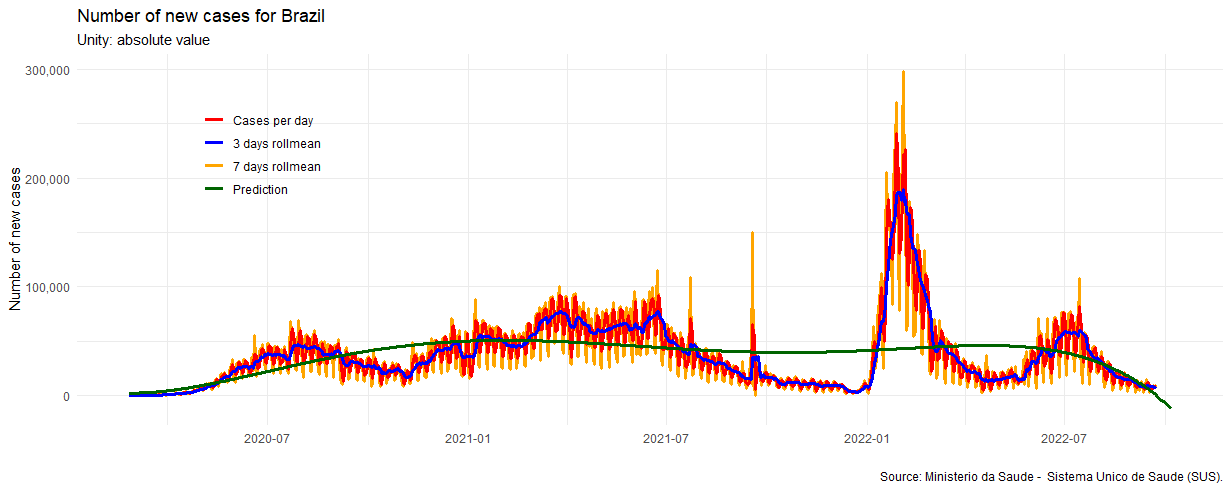 Number of new cases for Brazil
Unity: absolute value
300,000
200,000
100,000
0
Number of new cases
Cases per day
3 days rollmean
7 days rollmean
Prediction
2020-07
2021-01
2021-07
2022-01
2022-07
Source: Ministerio da Saude - Sistema Unico de Saude (SUS).